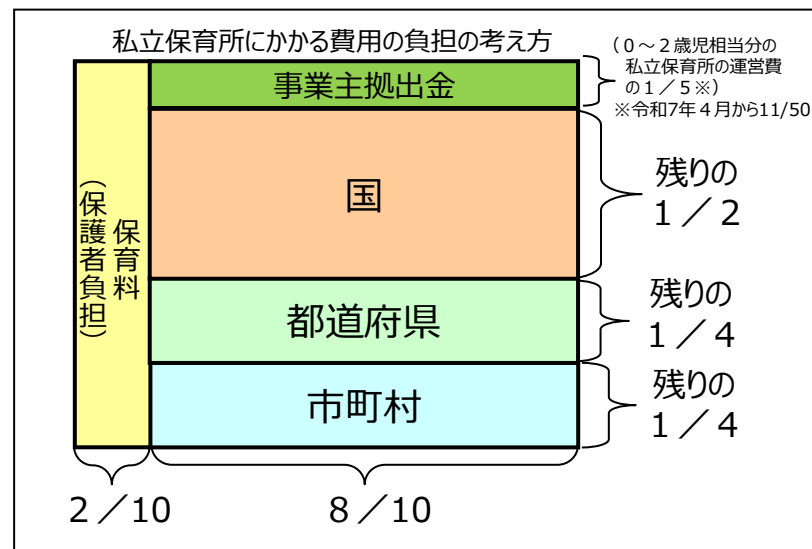 私立保育所にかかる費用の負担の考え方
(０～２歳児相当分の
私立保育所の運営費
の１／５※)
※令和7年４月から11/50
事業主拠出金
国
残りの
１／２
保育料
(保護者負担)
都道府県
残りの
１／４
市町村
残りの
１／４
２／10
８／10